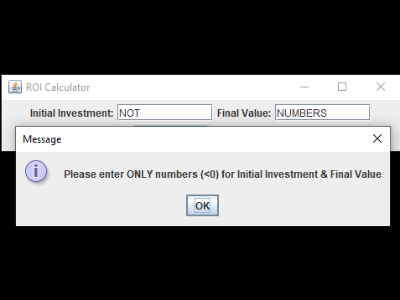 ROI Calculator
Initial Investment: NOT Final Value: NUMBERS
Message
Please enter ONLY numbers (<0) for Initial Investment & Final Value
OK